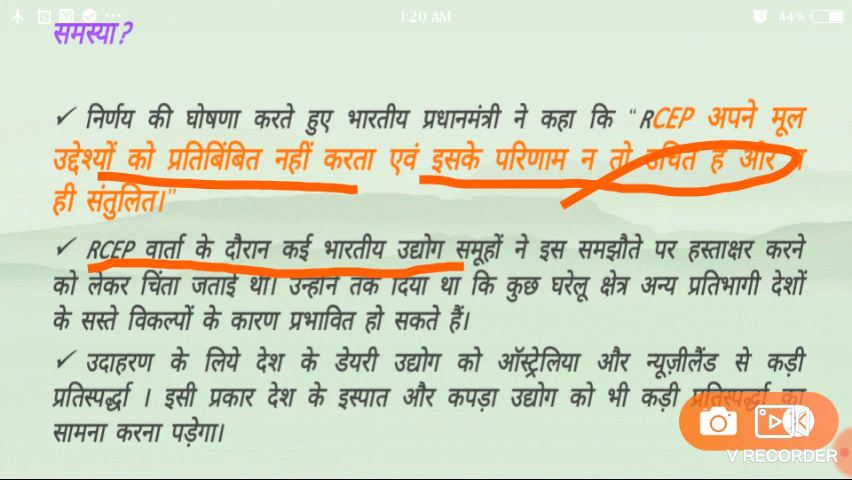 1:20 AM
44%
समस्या?
✓ निर्णय की घोषणा करते हुए भारतीय प्रधानमंत्री ने कहा कि “RCEP अपने मूल
उद्देश्यों को प्रतिबिंबित नहीं करता एवं इसके परिणाम न तो उचित हैं और न
ही संतुलित।”
✓ RCEP वार्ता के दौरान कई भारतीय उद्योग समूहों ने इस समझौते पर हस्ताक्षर करने
को लेकर चिंता जताई थी। उन्होंने तर्क दिया था कि कुछ घरेलू क्षेत्र अन्य प्रतिभागी देशों
के सस्ते विकल्पों के कारण प्रभावित हो सकते हैं।
✓ उदाहरण के लिये देश के डेयरी उद्योग को ऑस्ट्रेलिया और न्यूज़ीलैंड से कड़ी
प्रतिस्पर्द्धा । इसी प्रकार देश के इस्पात और कपड़ा उद्योग को भी कड़ी प्रतिस्पर्द्धा का
सामना करना पड़ेगा।
V RECORDER